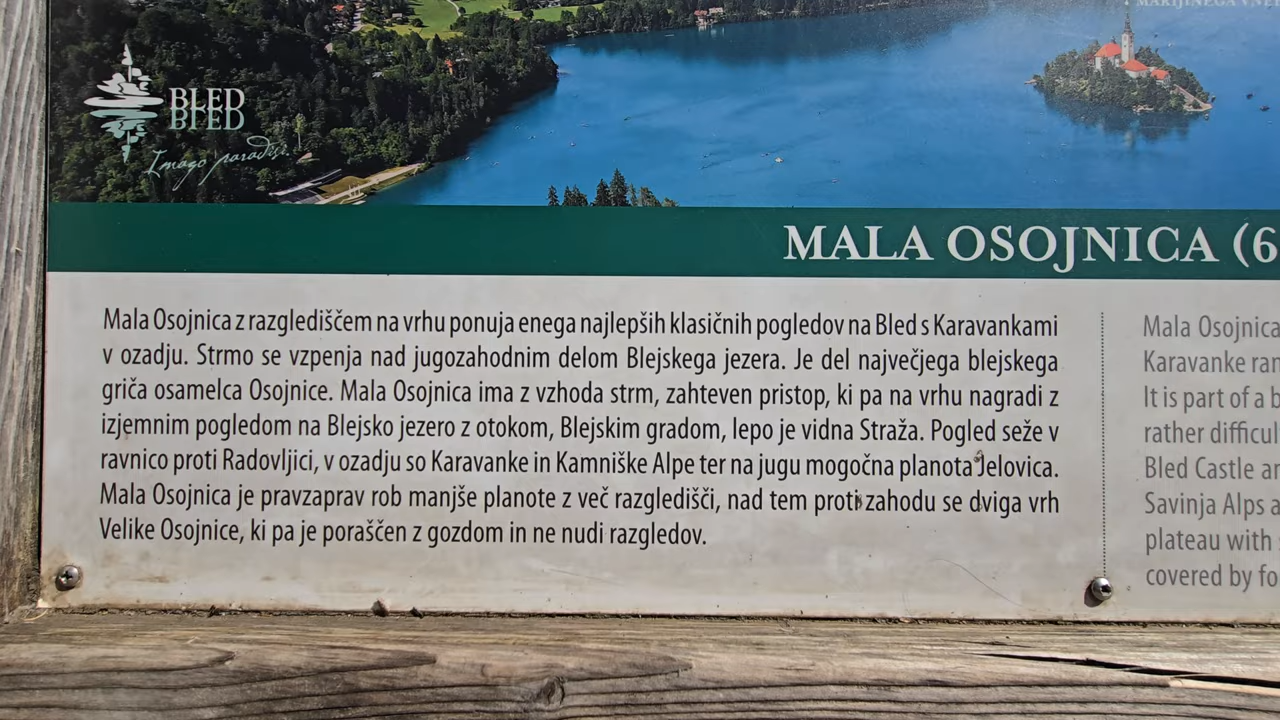 MARIJINEGA
BLED
Imago paradisi.
MALA OSOJNICA (6
Mala Osojnica z razglediščem na vrhu ponuja enega najlepših klasičnih pogledov na Bled s Karavankami
v ozadju. Strmo se vzpenja nad jugozahodnim delom Blejskega jezera. Je del največjega blejskega
griča osamelca Osojnice. Mala Osojnica ima z vzhoda strm, zahteven pristop, ki pa na vrhu nagradi z
izjemnim pogledom na Blejsko jezero z otokom, Blejskim gradom, lepo je vidna Straža. Pogled seže v
ravnico proti Radovljici, v ozadju so Karavanke in Kamniške Alpe ter na jugu mogočna planota Jelovica.
Mala Osojnica je pravzaprav rob manjše planote z več razgledišči, nad tem proti zahodu se dviga vrh
Velike Osojnice, ki pa je poraščen z gozdom in ne nudi razgledov.
Mala Osojnica
Karavanke ran
It is part of a b
rather difficul
Bled Castle an
Savinja Alps a
plateau with
covered by fo